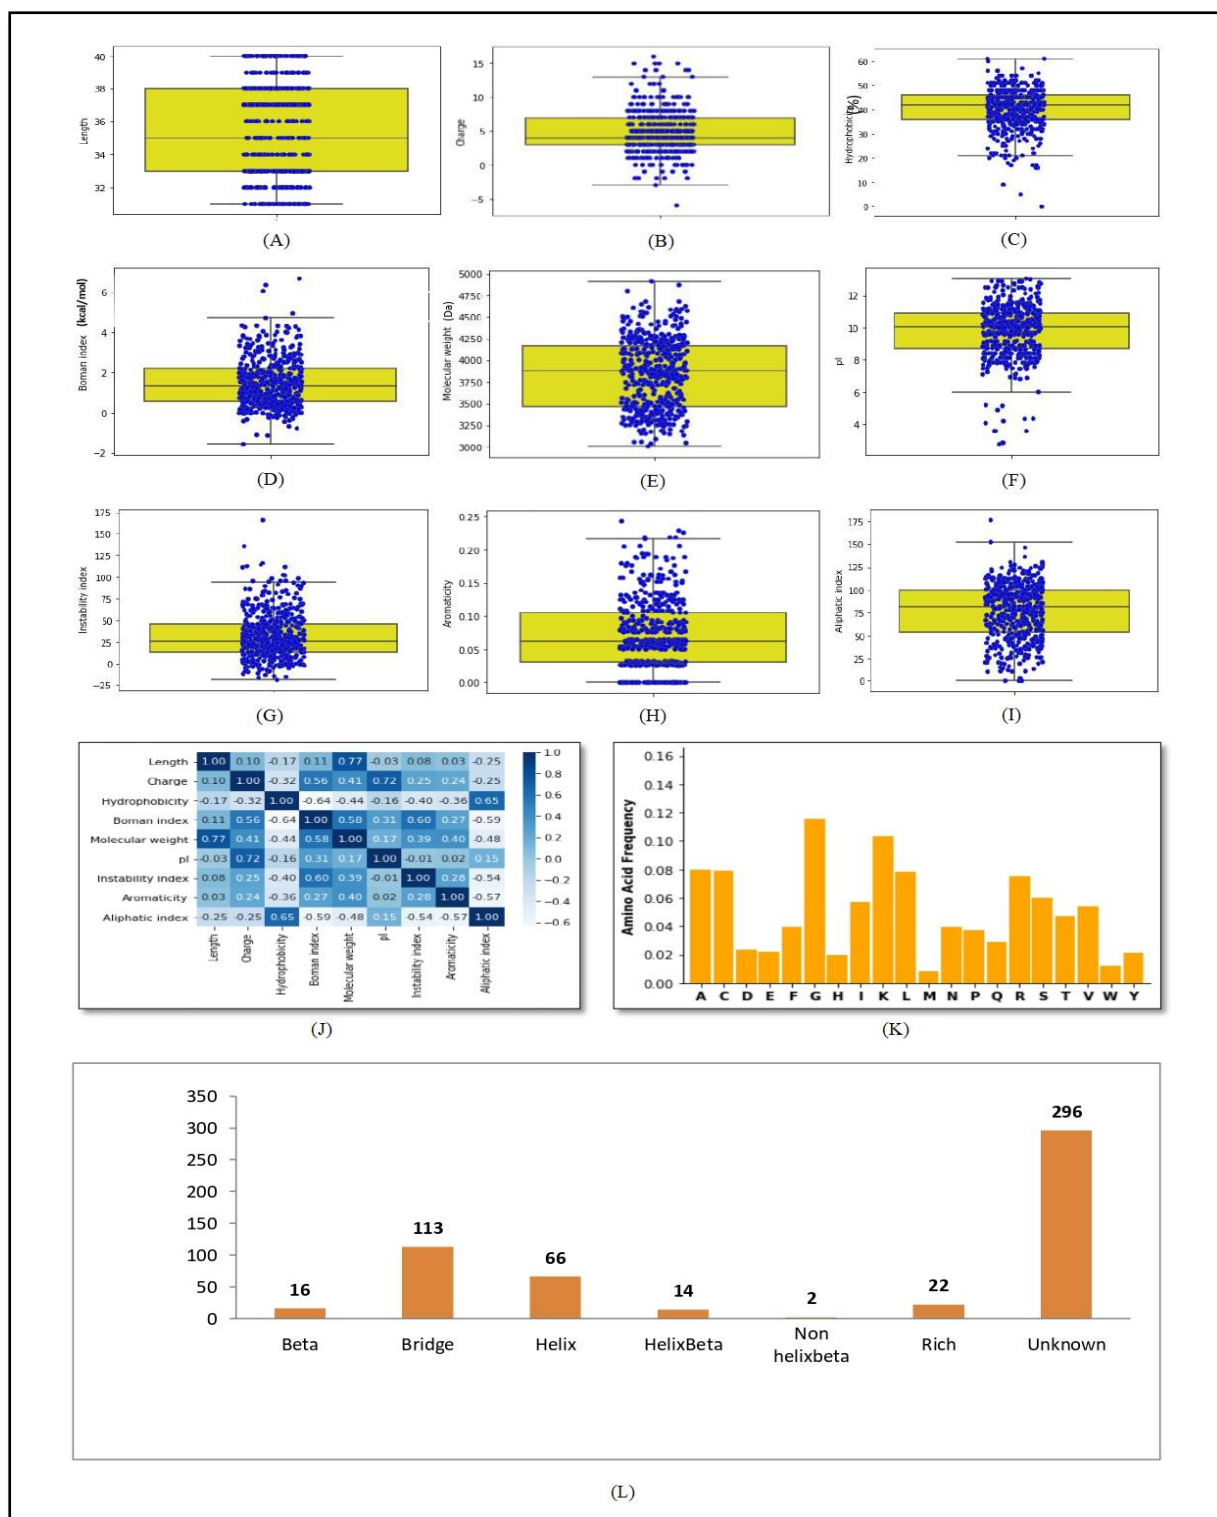 40
38
36
34
32
Length
(A)
15
10
5
0
−5
Charge
(B)
60
50
40
30
20
10
0
Hydrophobicity
(%)
(C)
6
4
2
0
−2
Boman index (kcal/mol)
(D)
5000
4750
4500
4250
4000
3750
3500
3250
3000
Molecular weight (Da)
(E)
12
10
8
6
4
pI
(F)
175
150
125
100
75
50
25
0
−25
Instability index
(G)
0.25
0.20
0.15
0.10
0.05
0.00
Aromaticity
(H)
175
150
125
100
75
50
25
0
Aliphatic index
(I)
Length 1.00 0.10 -0.17 0.11 0.77 -0.03 0.08 0.03 -0.25
Charge 0.10 1.00 -0.32 0.56 0.41 0.72 0.25 0.24 -0.25
Hydrophobicity -0.17 -0.32 1.00 -0.64 -0.44 -0.16 -0.40 -0.36 0.65
Boman index 0.11 0.56 -0.64 1.00 0.58 0.31 0.60 0.27 -0.59
Molecular weight 0.77 0.41 -0.44 0.58 1.00 0.17 0.39 0.40 -0.48
pI -0.03 0.72 -0.16 0.31 0.17 1.00 -0.01 0.02 0.15
Instability index 0.08 0.25 -0.40 0.60 0.39 -0.01 1.00 0.28 -0.54
Aromaticity 0.03 0.24 -0.36 0.27 0.40 0.02 0.28 1.00 -0.57
Aliphatic index -0.25 -0.25 0.65 -0.59 -0.48 0.15 -0.54 -0.57 1.00
Length Charge Hydrophobicity Boman index Molecular weight pI Instability index Aromaticity Aliphatic index
1.0
0.8
0.6
0.4
0.2
0.0
−0.2
−0.4
−0.6
(J)
0.16
0.14
0.12
0.10
0.08
0.06
0.04
0.02
0.00
Amino Acid Frequency
A C D E F G H I K L M N P Q R S T V W Y
(K)
350
300
250
200
150
100
50
0
16 113 66 14 2 22 296
Beta Bridge Helix HelixBeta Non Rich Unknown
helixbeta
(L)